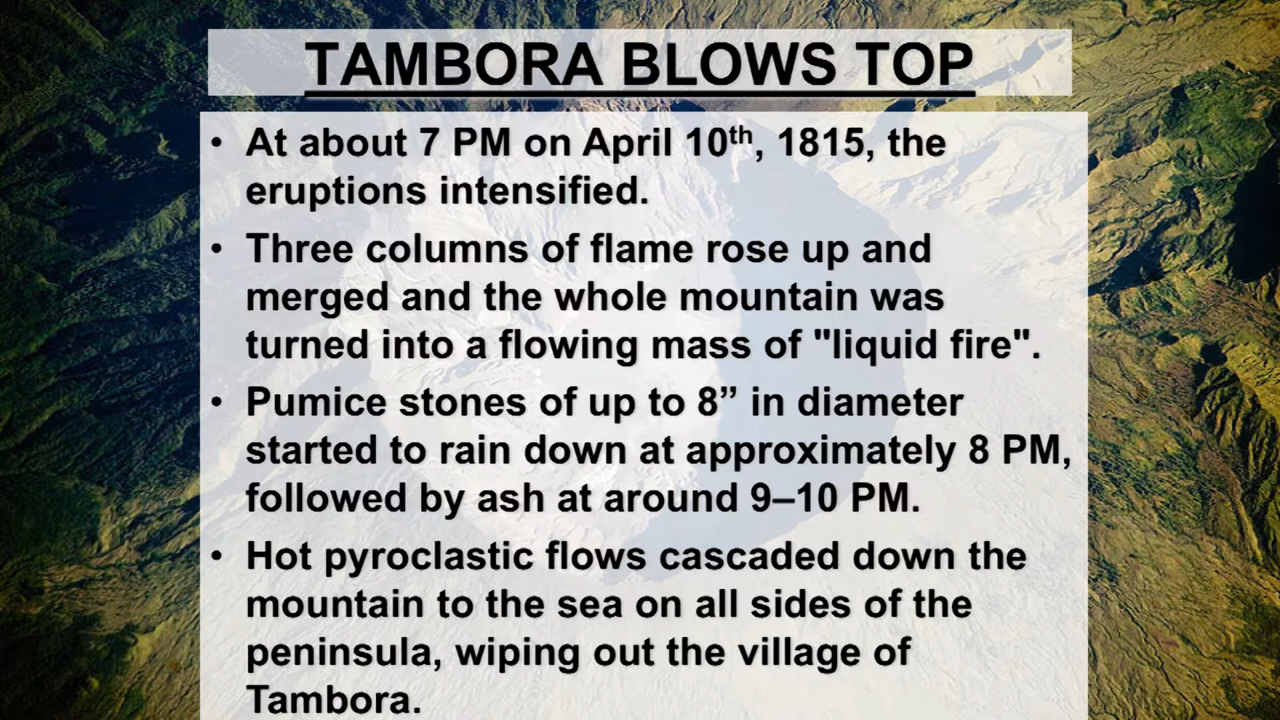 TAMBORA BLOWS TOP
• At about 7 PM on April 10th, 1815, the
eruptions intensified.
• Three columns of flame rose up and
merged and the whole mountain was
turned into a flowing mass of "liquid fire".
• Pumice stones of up to 8” in diameter
started to rain down at approximately 8 PM,
followed by ash at around 9–10 PM.
• Hot pyroclastic flows cascaded down the
mountain to the sea on all sides of the
peninsula, wiping out the village of
Tambora.